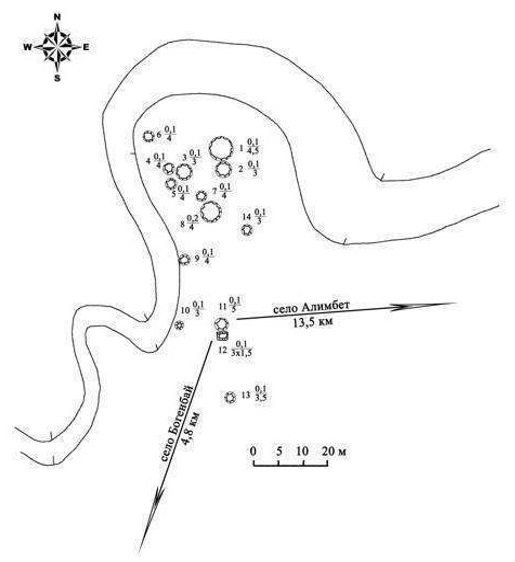 N
W E
S
6 0,1/4
1 0,1/4,5
4 0,1/4
3 0,1/3
2 0,1/3
5 0,1/4
7 0,1/4
8 0,2/4
14 0,1/3
9 0,1/4
10 0,1/3
11 0,1/5
село Алимбет
13,5 км
12 0,1/3х1,5
село Богенбай
4,8 км
13 0,1/3,5
0 5 10 20 м